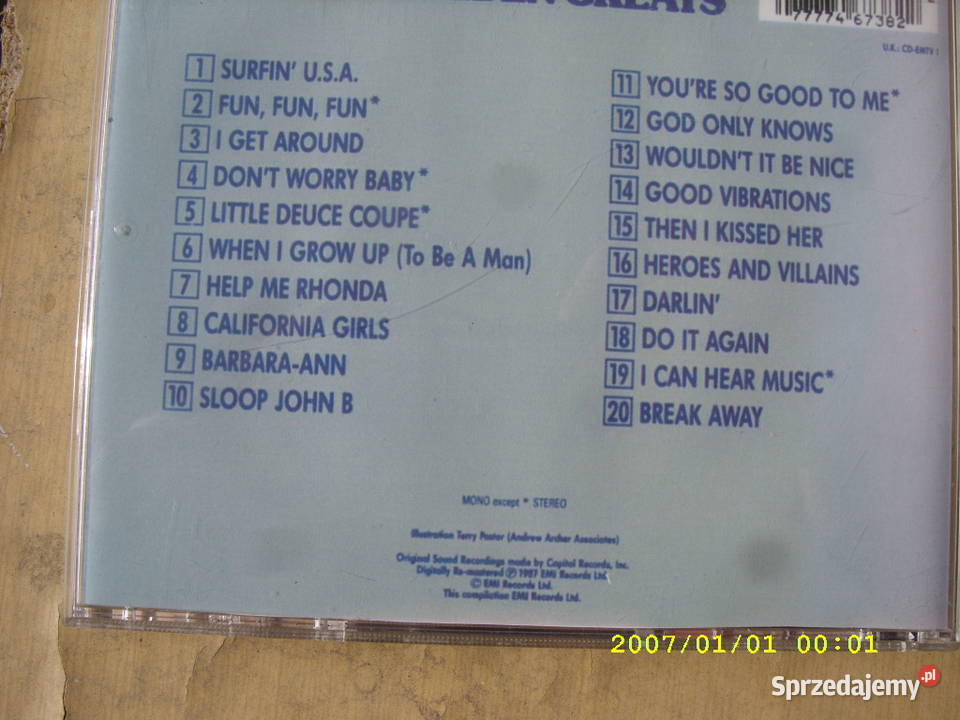 GREATS
77774 67382
U.K.: CD-EMTV
1 SURFIN' U.S.A.
2 FUN, FUN, FUN*
3 I GET AROUND
4 DON'T WORRY BABY*
5 LITTLE DEUCE COUPE*
6 WHEN I GROW UP (To Be A Man)
7 HELP ME RHONDA
8 CALIFORNIA GIRLS
9 BARBARA-ANN
10 SLOOP JOHN B
11 YOU'RE SO GOOD TO ME*
12 GOD ONLY KNOWS
13 WOULDN'T IT BE NICE
14 GOOD VIBRATIONS
15 THEN I KISSED HER
16 HEROES AND VILLAINS
17 DARLIN'
18 DO IT AGAIN
19 I CAN HEAR MUSIC*
20 BREAK AWAY
MONO except * STEREO
Illustration Terry Pastor (Andrew Archer Associates)
Original Sound Recordings made by Capitol Records, Inc.
Digitally Re-mastered ℗ 1987 EMI Records Ltd.
© EMI Records Ltd.
This compilation EMI Records Ltd.
2007/01/01 00:01
Sprzedajemy.pl